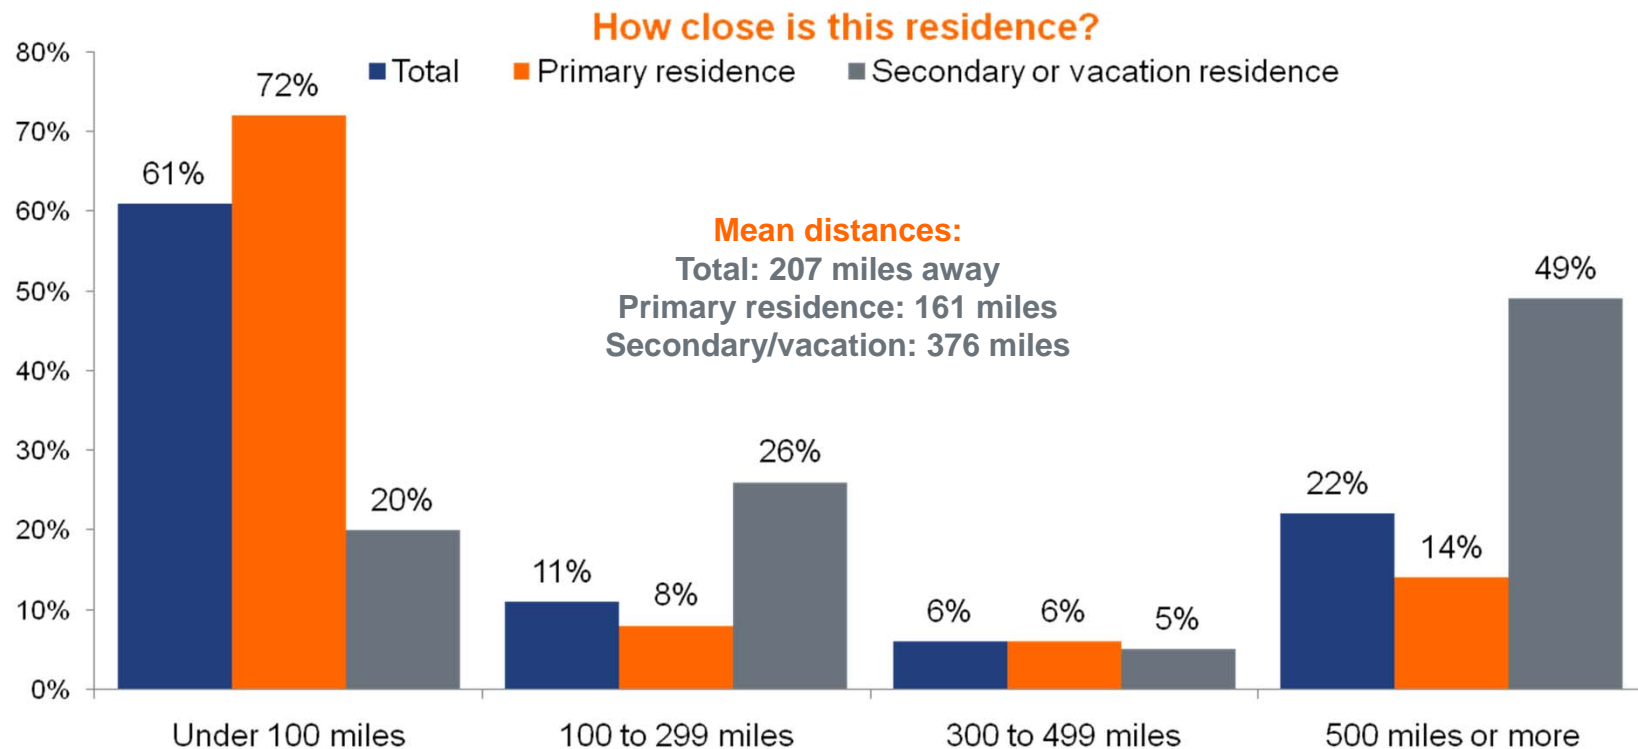 How close is this residence?
Total Primary residence Secondary or vacation residence
80%
70%
60%
50%
40%
30%
20%
10%
0%
61%
72%
20%
11%
8%
26%
6%
6%
5%
22%
14%
49%
Mean distances:
Total: 207 miles away
Primary residence: 161 miles
Secondary/vacation: 376 miles
Under 100 miles
100 to 299 miles
300 to 499 miles
500 miles or more